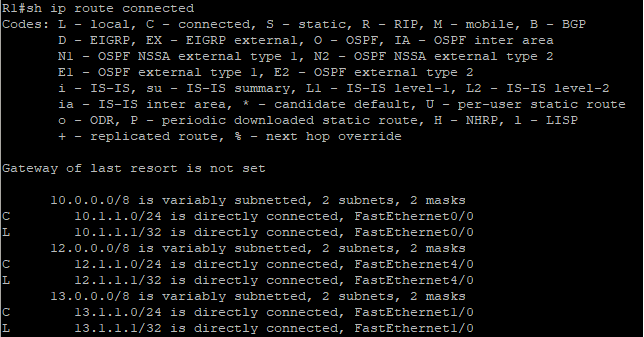 R1#sh ip route connected
Codes: L - local, C - connected, S - static, R - RIP, M - mobile, B - BGP
       D - EIGRP, EX - EIGRP external, O - OSPF, IA - OSPF inter area
       N1 - OSPF NSSA external type 1, N2 - OSPF NSSA external type 2
       E1 - OSPF external type 1, E2 - OSPF external type 2
       i - IS-IS, su - IS-IS summary, L1 - IS-IS level-1, L2 - IS-IS level-2
       ia - IS-IS inter area, * - candidate default, U - per-user static route
       o - ODR, P - periodic downloaded static route, H - NHRP, l - LISP
       + - replicated route, % - next hop override

Gateway of last resort is not set

      10.0.0.0/8 is variably subnetted, 2 subnets, 2 masks
C        10.1.1.0/24 is directly connected, FastEthernet0/0
L        10.1.1.1/32 is directly connected, FastEthernet0/0
      12.0.0.0/8 is variably subnetted, 2 subnets, 2 masks
C        12.1.1.0/24 is directly connected, FastEthernet4/0
L        12.1.1.1/32 is directly connected, FastEthernet4/0
      13.0.0.0/8 is variably subnetted, 2 subnets, 2 masks
C        13.1.1.0/24 is directly connected, FastEthernet1/0
L        13.1.1.1/32 is directly connected, FastEthernet1/0